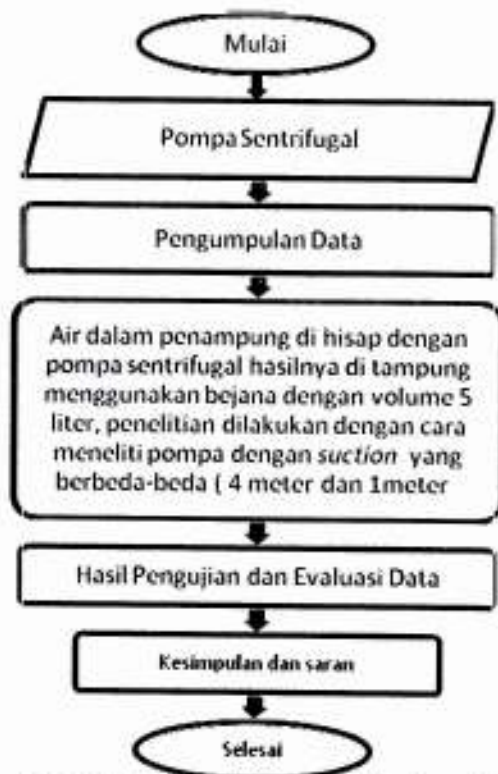 Mulai
Pompa Sentrifugal
Pengumpulan Data
Air dalam penampung di hisap dengan
pompa sentrifugal hasilnya di tampung
menggunakan bejana dengan volume 5
liter, penelitian dilakukan dengan cara
meneliti pompa dengan suction yang
berbeda-beda ( 4 meter dan 1meter
Hasil Pengujian dan Evaluasi Data
Kesimpulan dan saran
Selesai